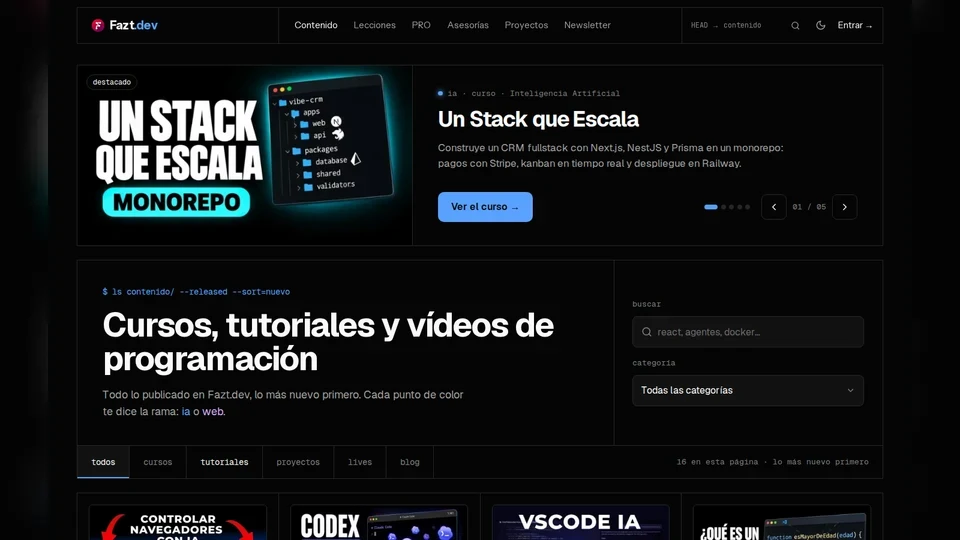 Fazt.dev
Contenido
Lecciones
PRO
Asesorías
Proyectos
Newsletter
HEAD → contenido
Entrar →
destacado
UN STACK
QUE ESCALA
MONOREPO
vibe-crm
apps
web
api
packages
database
shared
validators
ia · curso · Inteligencia Artificial
Un Stack que Escala
Construye un CRM fullstack con Next.js, NestJS y Prisma en un monorepo:
pagos con Stripe, kanban en tiempo real y despliegue en Railway.
Ver el curso →
01 / 05
$ ls contenido/ --released --sort=nuevo
Cursos, tutoriales y vídeos de
programación
Todo lo publicado en Fazt.dev, lo más nuevo primero. Cada punto de color
te dice la rama: ia o web.
buscar
react, agentes, docker...
categoría
Todas las categorías
todos
cursos
tutoriales
proyectos
lives
blog
16 en esta página · lo más nuevo primero
CONTROLAR
NAVEGADORES
CON IA
CODEX
VSCODE IA
¿QUÉ ES UN
function esMayorDeEdad(edad) {